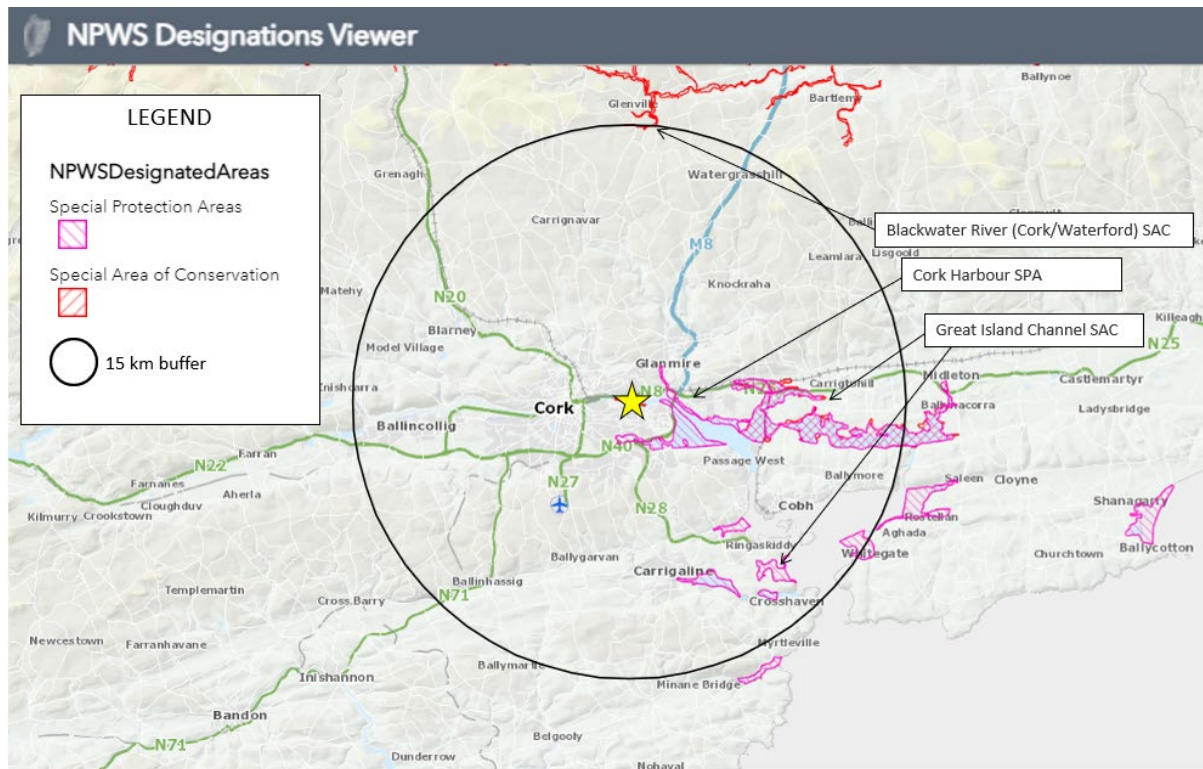 NPWS Designations Viewer
LEGEND
NPWSDesignatedAreas
Special Protection Areas
Special Area of Conservation
15 km buffer
Ballynoe
Glenville
Bartlemy
Grenagh
Watergrasshill
Carrignavar
Blackwater River (Cork/Waterford) SAC
M8
Leamlara
Lisgoold
Cork Harbour SPA
Matehy
N20
Knockraha
Blarney
Great Island Channel SAC
Killeagh
Model Village
Glanmire
N25
Carrigtohill
Midleton
Castlemartyr
N8
Cork
Ballynacorra
Ladysbridge
Ballincollig
N40
Farran
N22
Passage West
Ballymore
Saleen
Cloyne
Farnanes
Aherla
N27
Cloughduv
Kilmurry
Crookstown
N28
Cobh
Shanagarry
Rostellan
Aghada
Ringaskiddy
Whitegate
Churchtown
Ballycotton
Ballygarvan
Carrigaline
Ballinhassig
Templemartin
Cross.Barry
N71
Crosshaven
Newcestown
Farranhavane
Myrtleville
Ballymartle
Inishannon
Minane Bridge
Bandon
N71
Belgooly
Dunderrow
Nohaval